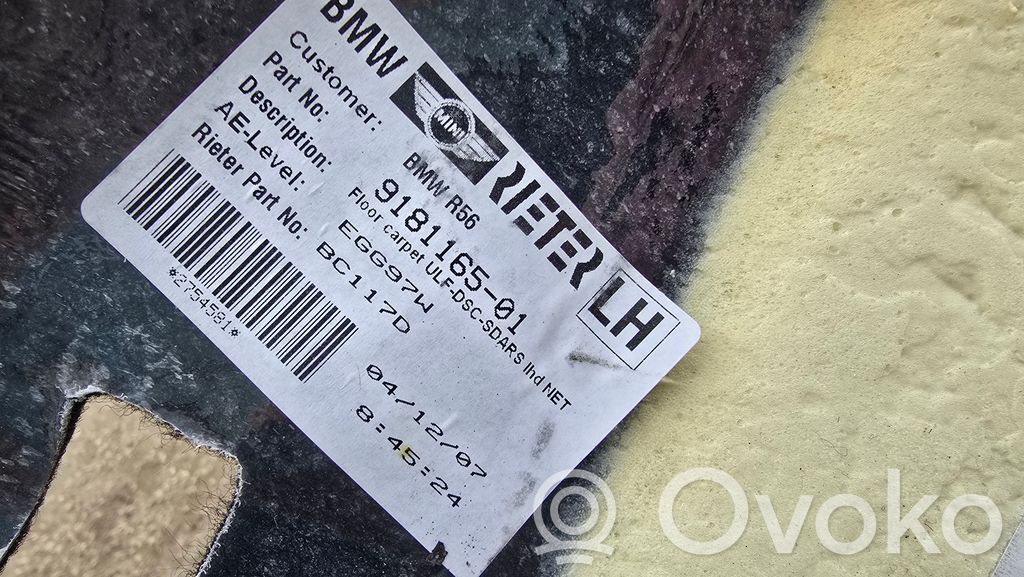 BMW MINI RIETER LH
Customer: BMW R56
Part No: 9181165-01
Description: Floor carpet ULF-DSC-SDARS lhd NET
AE-Level: EGG97W
Rieter Part No: BC117D
*2754581*
04/12/07
8:45:24
Ovoko